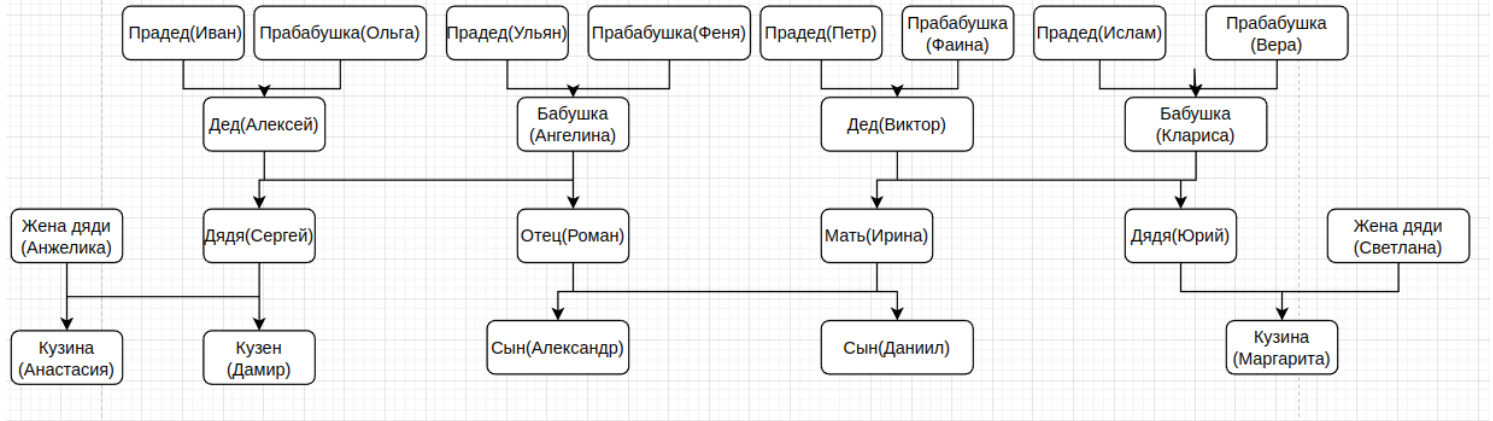 Прадед(Иван)
Прабабушка(Ольга)
Прадед(Ульян)
Прабабушка(Феня)
Прадед(Петр)
Прабабушка
(Фаина)
Прадед(Ислам)
Прабабушка
(Вера)
Дед(Алексей)
Бабушка
(Ангелина)
Дед(Виктор)
Бабушка
(Клариса)
Жена дяди
(Анжелика)
Дядя(Сергей)
Отец(Роман)
Мать(Ирина)
Дядя(Юрий)
Жена дяди
(Светлана)
Кузина
(Анастасия)
Кузен
(Дамир)
Сын(Александр)
Сын(Даниил)
Кузина
(Маргарита)